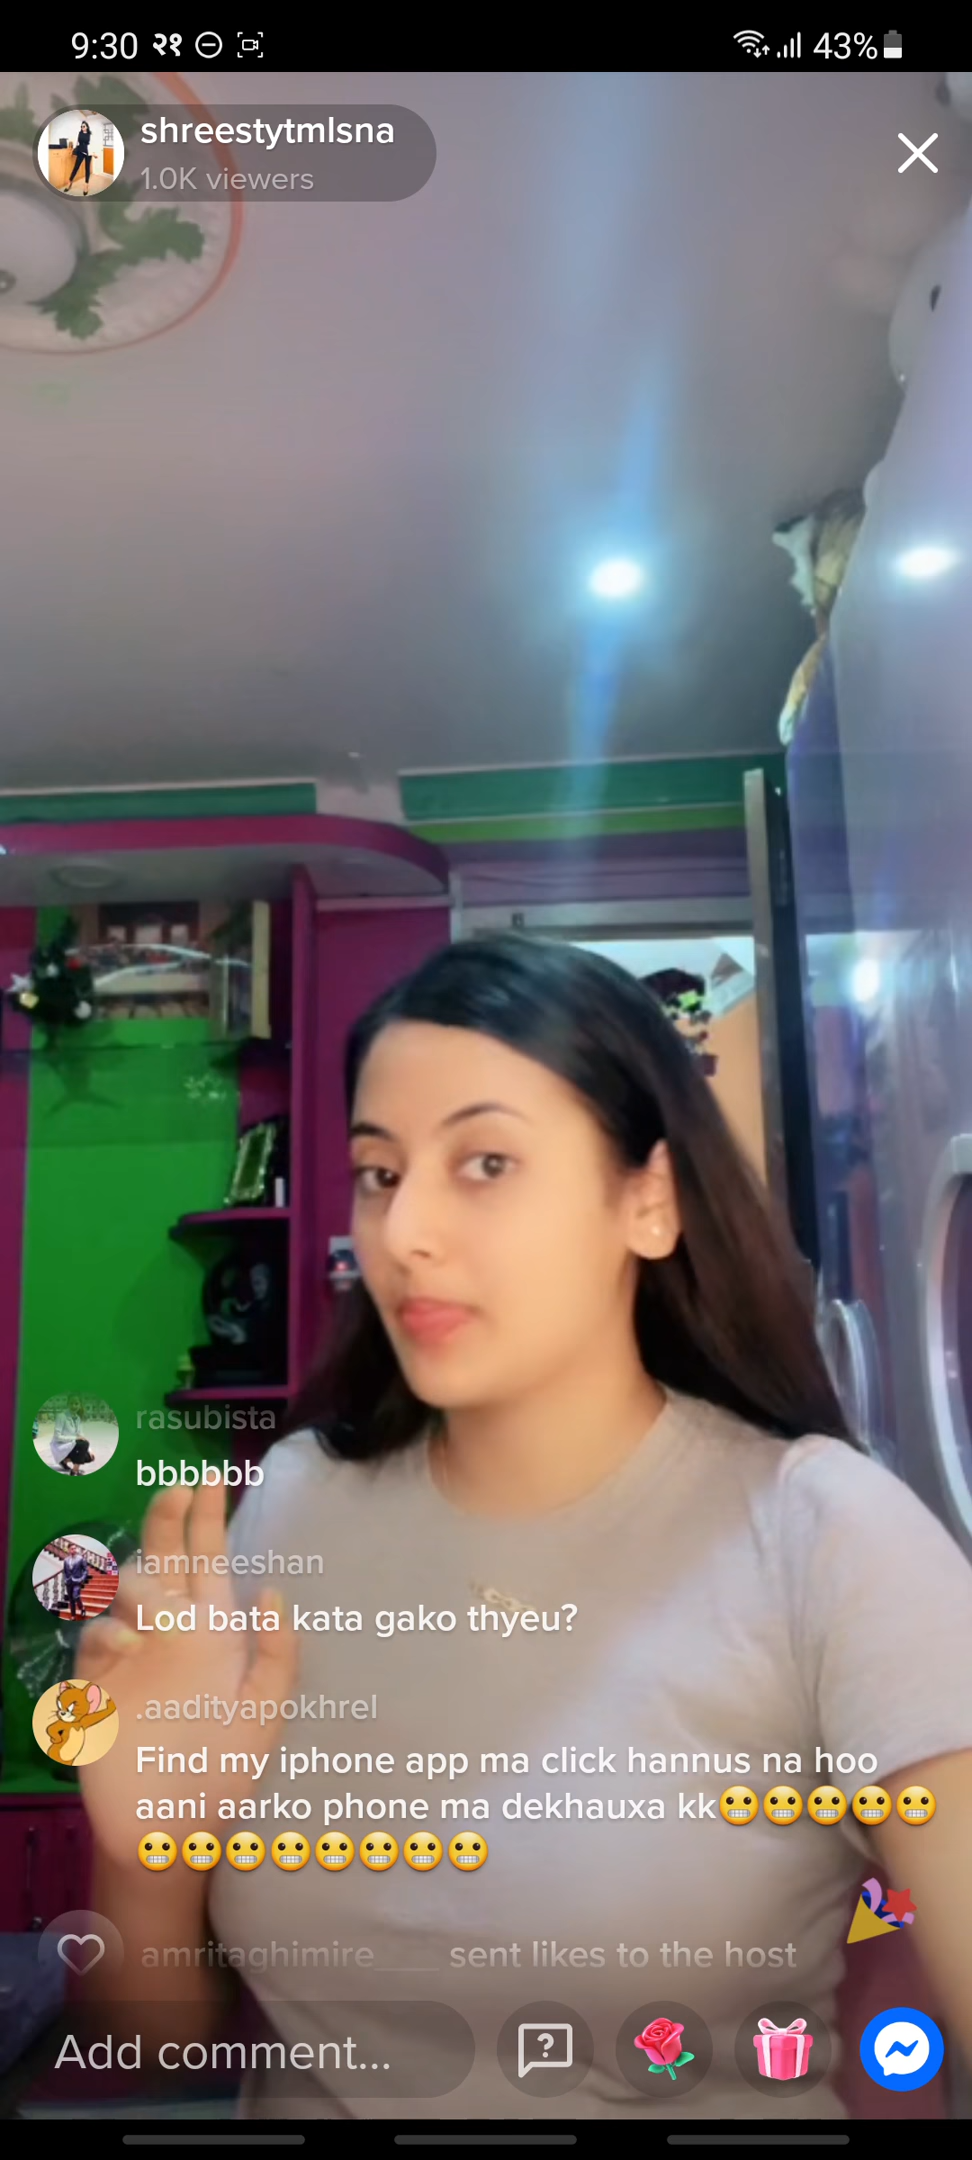 9:30 २१ 43%
shreestytmlsna
1.0K viewers
rasubista
bbbbbb
iamneeshan
Lod bata kata gako thyeu?
.aadityapokhrel
Find my iphone app ma click hannus na hoo
aani aarko phone ma dekhauxa kk😬😬😬😬😬
😬😬😬😬😬😬😬😬
amritaghimire___ sent likes to the host
Add comment...